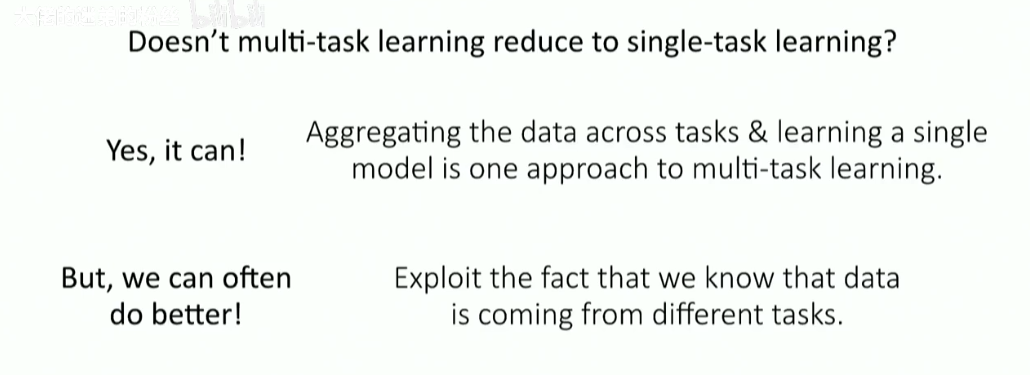 Doesn't multi-task learning reduce to single-task learning?
Yes, it can!
Aggregating the data across tasks & learning a single
model is one approach to multi-task learning.
But, we can often
do better!
Exploit the fact that we know that data
is coming from different tasks.